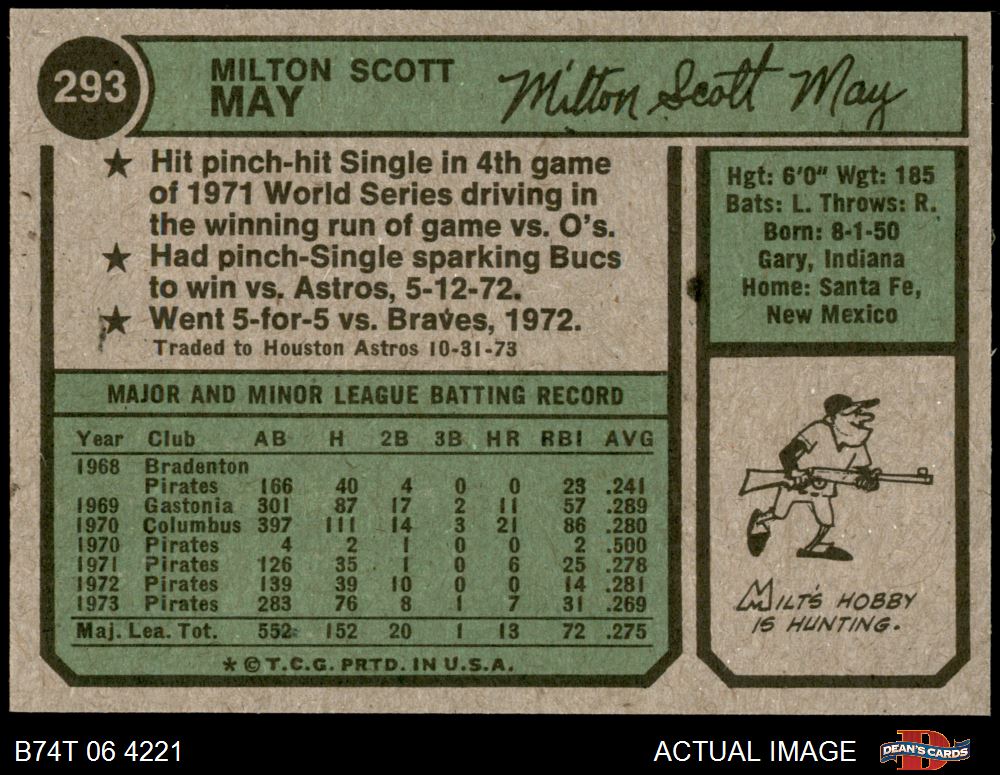 293
MILTON SCOTT
MAY
Milton Scott May
★ Hit pinch-hit Single in 4th game
of 1971 World Series driving in
the winning run of game vs. O's.
★ Had pinch-Single sparking Bucs
to win vs. Astros, 5-12-72.
★ Went 5-for-5 vs. Braves, 1972.
Traded to Houston Astros 10-31-73
Hgt: 6'0" Wgt: 185
Bats: L. Throws: R.
Born: 8-1-50
Gary, Indiana
Home: Santa Fe,
New Mexico
MAJOR AND MINOR LEAGUE BATTING RECORD
Year Club AB H 2B 3B HR RBI AVG
1968 Bradenton
Pirates 166 40 4 0 0 23 .241
1969 Gastonia 301 87 17 2 11 57 .289
1970 Columbus 397 111 14 3 21 86 .280
1970 Pirates 4 2 1 0 0 2 .500
1971 Pirates 126 35 1 0 6 25 .278
1972 Pirates 139 39 10 0 0 14 .281
1973 Pirates 283 76 8 1 7 31 .269
Maj. Lea. Tot. 552 152 20 1 13 72 .275
* © T.C.G. PRTD. IN U.S.A.
MILT'S HOBBY
IS HUNTING.
B74T 06 4221
ACTUAL IMAGE
DEAN'S CARDS